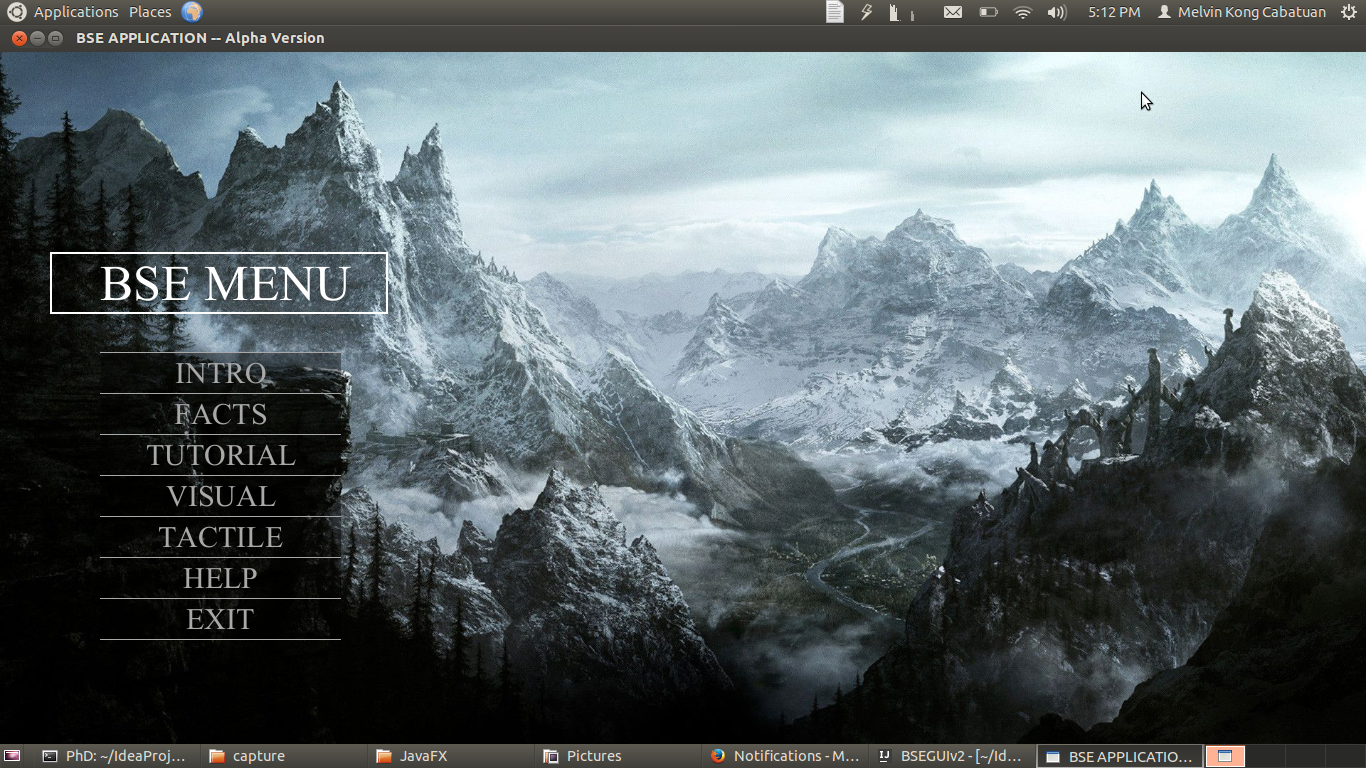 Applications Places 5:12 PM Melvin Kong Cabatuan
BSE APPLICATION -- Alpha Version
BSE MENU
INTRO
FACTS
TUTORIAL
VISUAL
TACTILE
HELP
EXIT
PhD: ~/IdeaProj... capture JavaFX Pictures Notifications - M... BSEGUIv2 - [~/Id... BSE APPLICATIO...